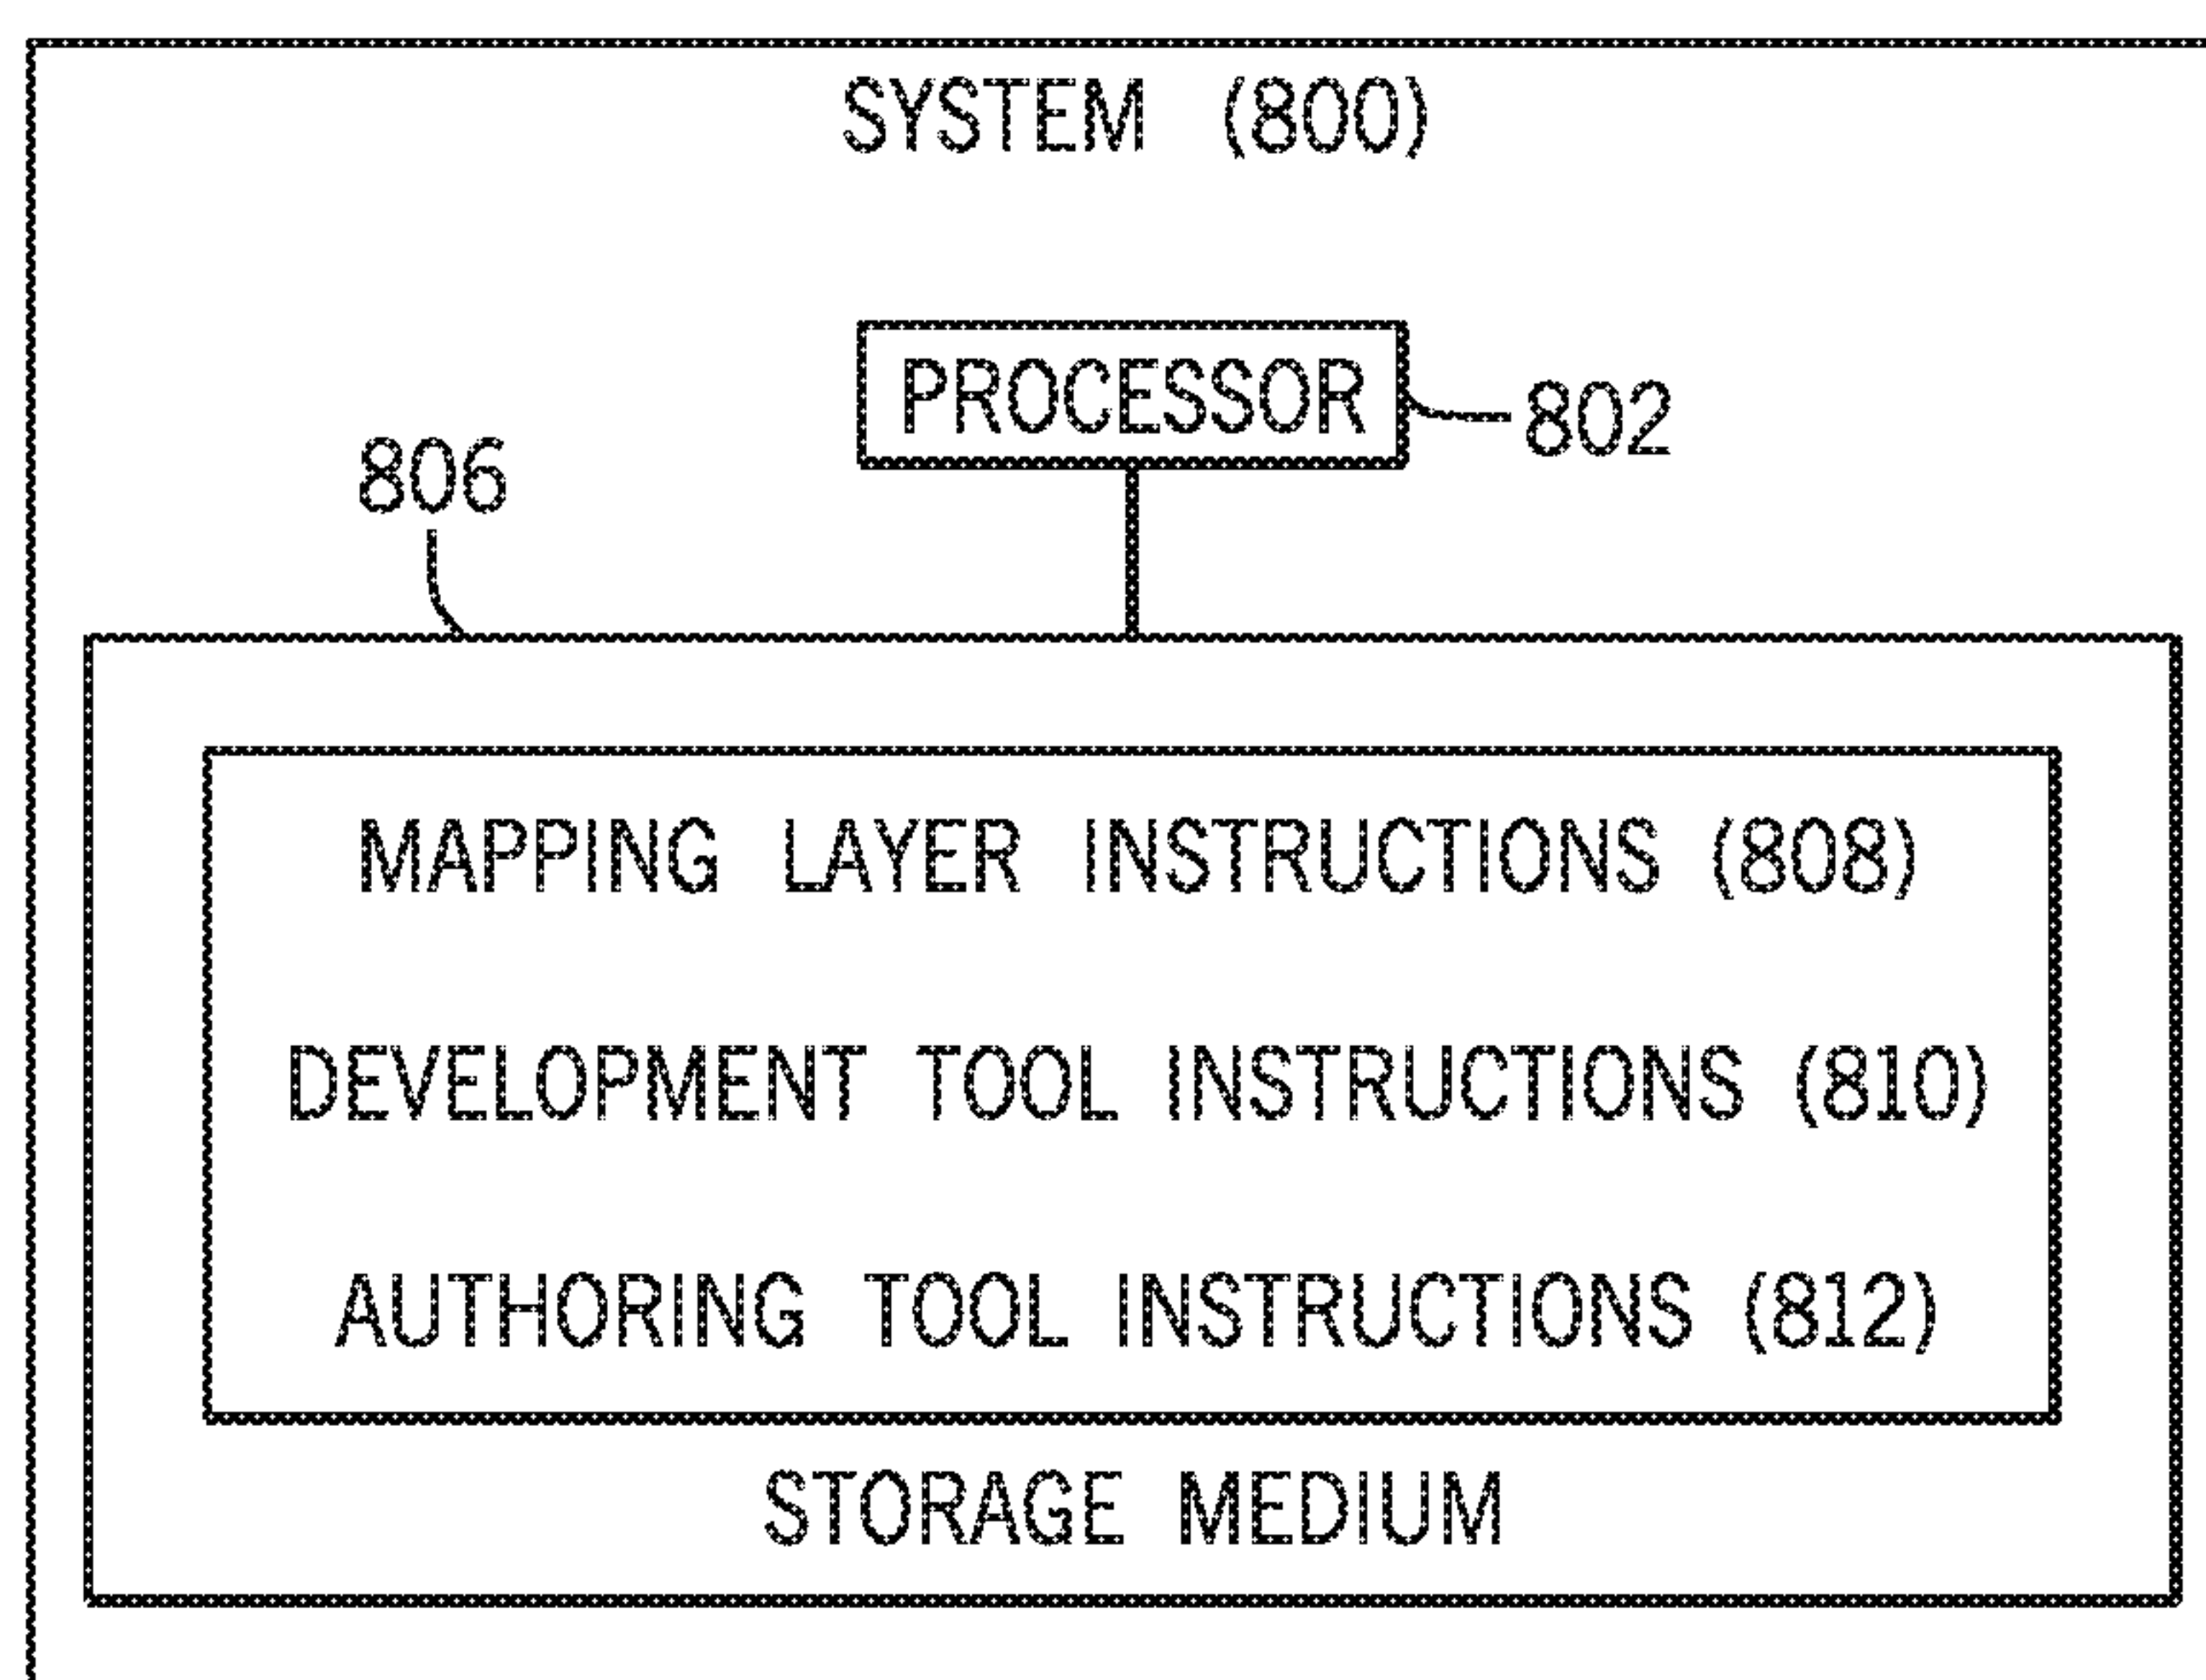 SYSTEM (800)
PROCESSOR
802
806
MAPPING LAYER INSTRUCTIONS (808)
DEVELOPMENT TOOL INSTRUCTIONS (810)
AUTHORING TOOL INSTRUCTIONS (812)
STORAGE MEDIUM